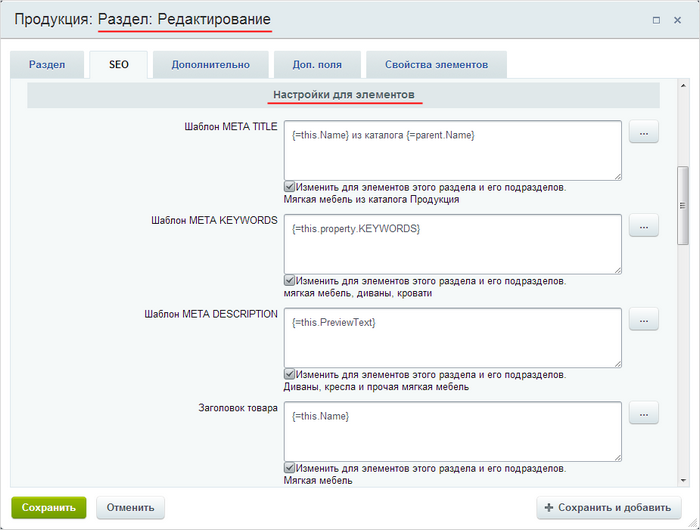 Продукция: Раздел: Редактирование
Раздел
SEO
Дополнительно
Доп. поля
Свойства элементов
Настройки для элементов
Шаблон META TITLE
{=this.Name} из каталога {=parent.Name}
...
Изменить для элементов этого раздела и его подразделов.
Мягкая мебель из каталога Продукция
Шаблон META KEYWORDS
{=this.property.KEYWORDS}
...
Изменить для элементов этого раздела и его подразделов.
мягкая мебель, диваны, кровати
Шаблон META DESCRIPTION
{=this.PreviewText}
...
Изменить для элементов этого раздела и его подразделов.
Диваны, кресла и прочая мягкая мебель
Заголовок товара
{=this.Name}
...
Изменить для элементов этого раздела и его подразделов.
Мягкая мебель
Сохранить
Отменить
Сохранить и добавить